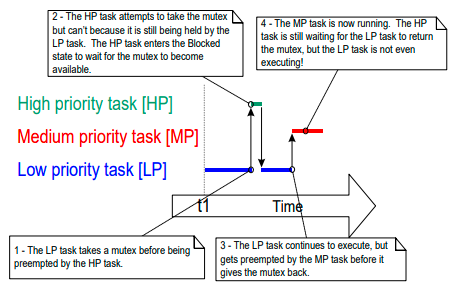 2 - The HP task attempts to take the mutex
but can't because it is still being held by the
LP task. The HP task enters the Blocked
state to wait for the mutex to become
available.
4 - The MP task is now running. The HP
task is still waiting for the LP task to return
the mutex, but the LP task is not even
executing!
High priority task [HP]
Medium priority task [MP]
Low priority task [LP]
t1
Time
1 - The LP task takes a mutex before being
preempted by the HP task.
3 - The LP task continues to execute, but
gets preempted by the MP task before it
gives the mutex back.